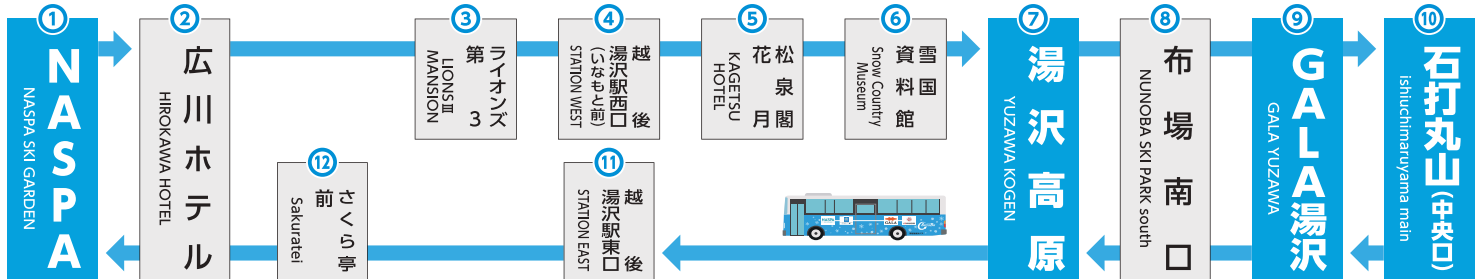 ①
NASPA
NASPA SKI GARDEN
②
広川ホテル
HIROKAWA HOTEL
③
ライオンズ
第3
LIONSⅢ
MANSION
④
越後
湯沢駅西口
(いなもと前)
STATION WEST
⑤
松泉閣
花月
KAGETSU
HOTEL
⑥
雪国
資料館
Snow Country
Museum
⑦
湯沢高原
YUZAWA KOGEN
⑧
布場南口
NUNOBA SKI PARK south
⑨
GALA湯沢
GALA YUZAWA
⑩
石打丸山(中央口)
ishiuchimaruyama main
⑫
さくら亭
前
Sakuratei
⑪
越後
湯沢駅東口
STATION EAST
GALA